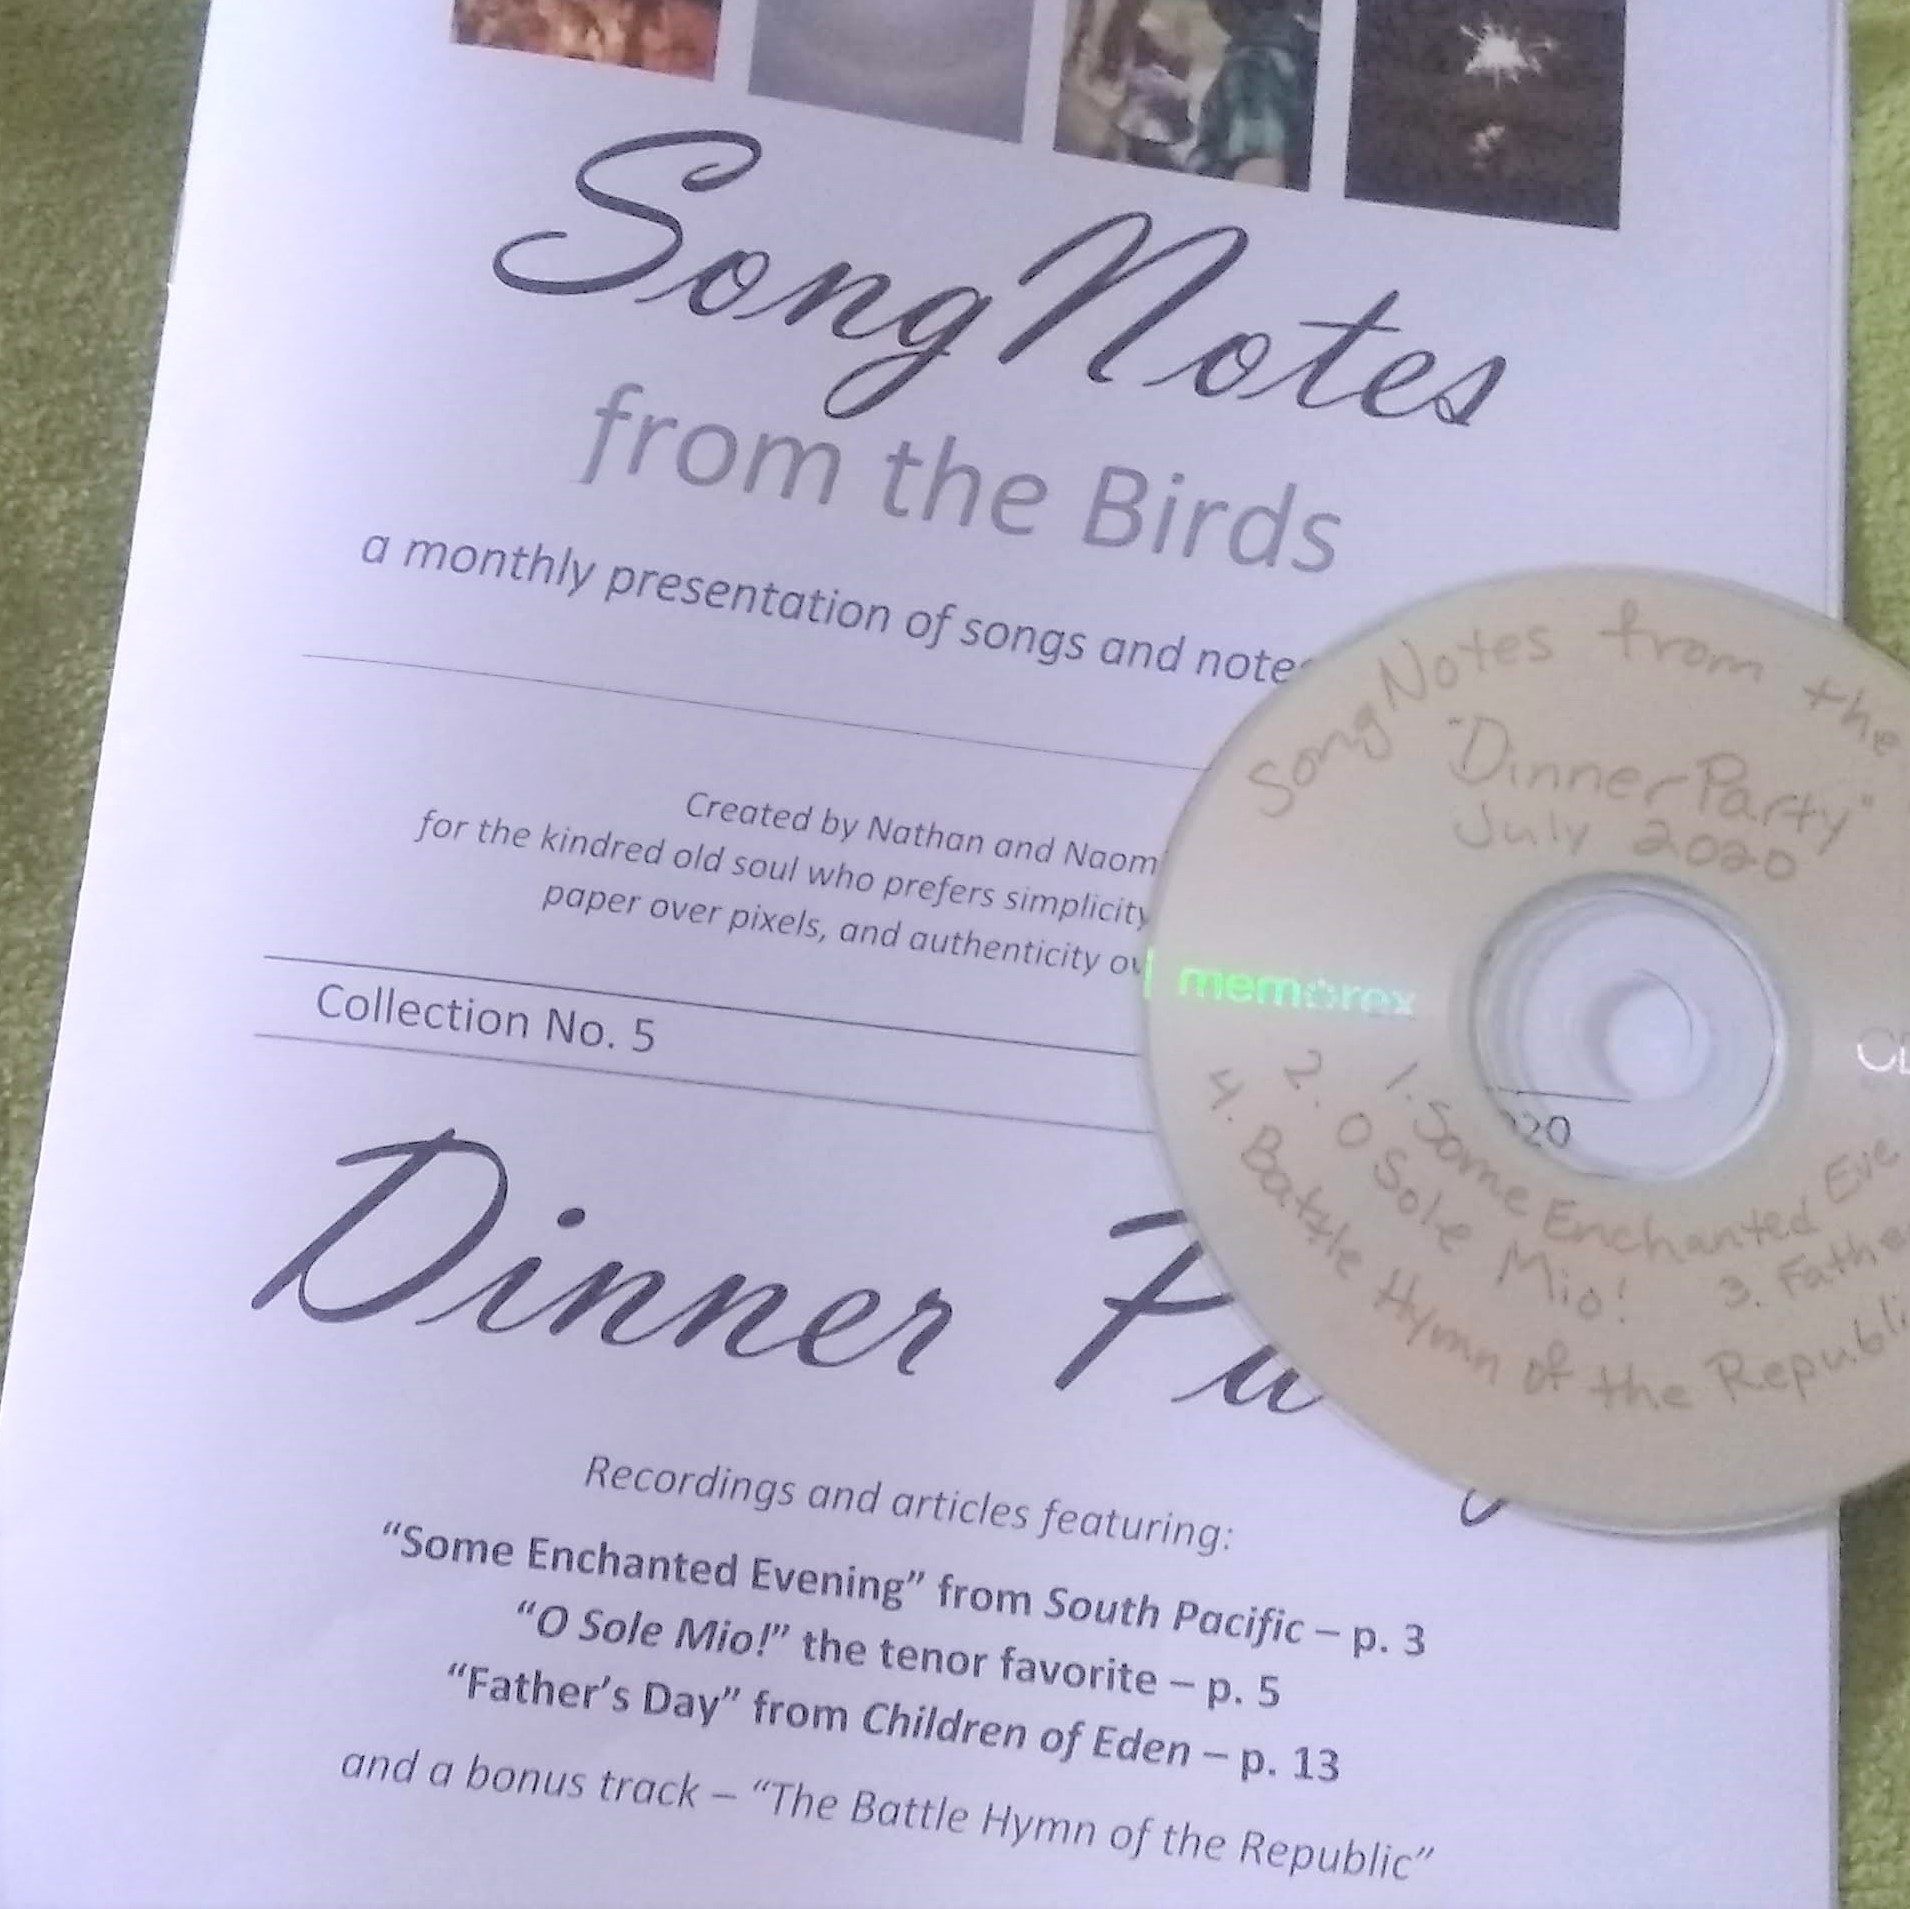 SongNotes
from the Birds
a monthly presentation of songs and notes
Created by Nathan and Naom
for the kindred old soul who prefers simplicity
paper over pixels, and authenticity ov
Collection No. 5
20
Dinner Pa
Recordings and articles featuring:
“Some Enchanted Evening” from South Pacific – p. 3
“O Sole Mio!” the tenor favorite – p. 5
“Father’s Day” from Children of Eden – p. 13
and a bonus track – “The Battle Hymn of the Republic”
SongNotes from the
"Dinner Party"
July 2020
memorex
1. Some Enchanted Eve
2. O Sole Mio! 3. Fathe
4. Battle Hymn of the Republi